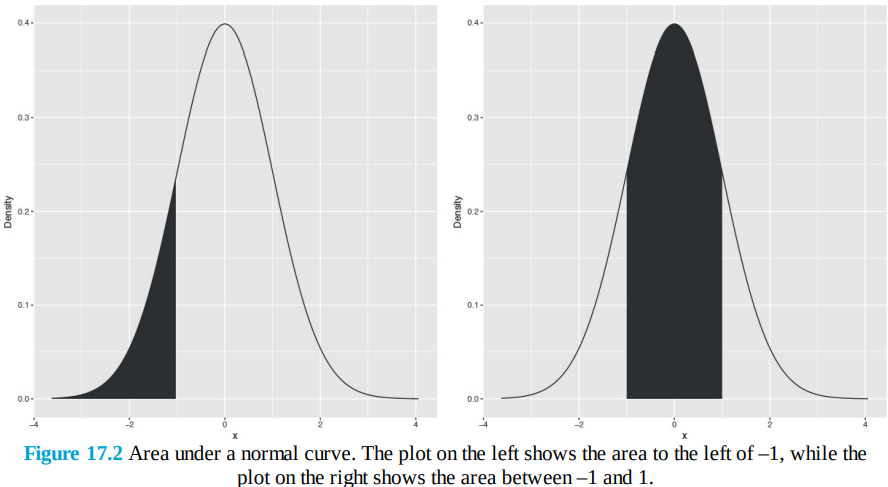 0.4
0.3
0.2
0.1
0.0
Density
-4 -2 0 2 4
x
0.4
0.3
0.2
0.1
0.0
Density
-4 -2 0 2 4
x
Figure 17.2 Area under a normal curve. The plot on the left shows the area to the left of –1, while the
plot on the right shows the area between –1 and 1.